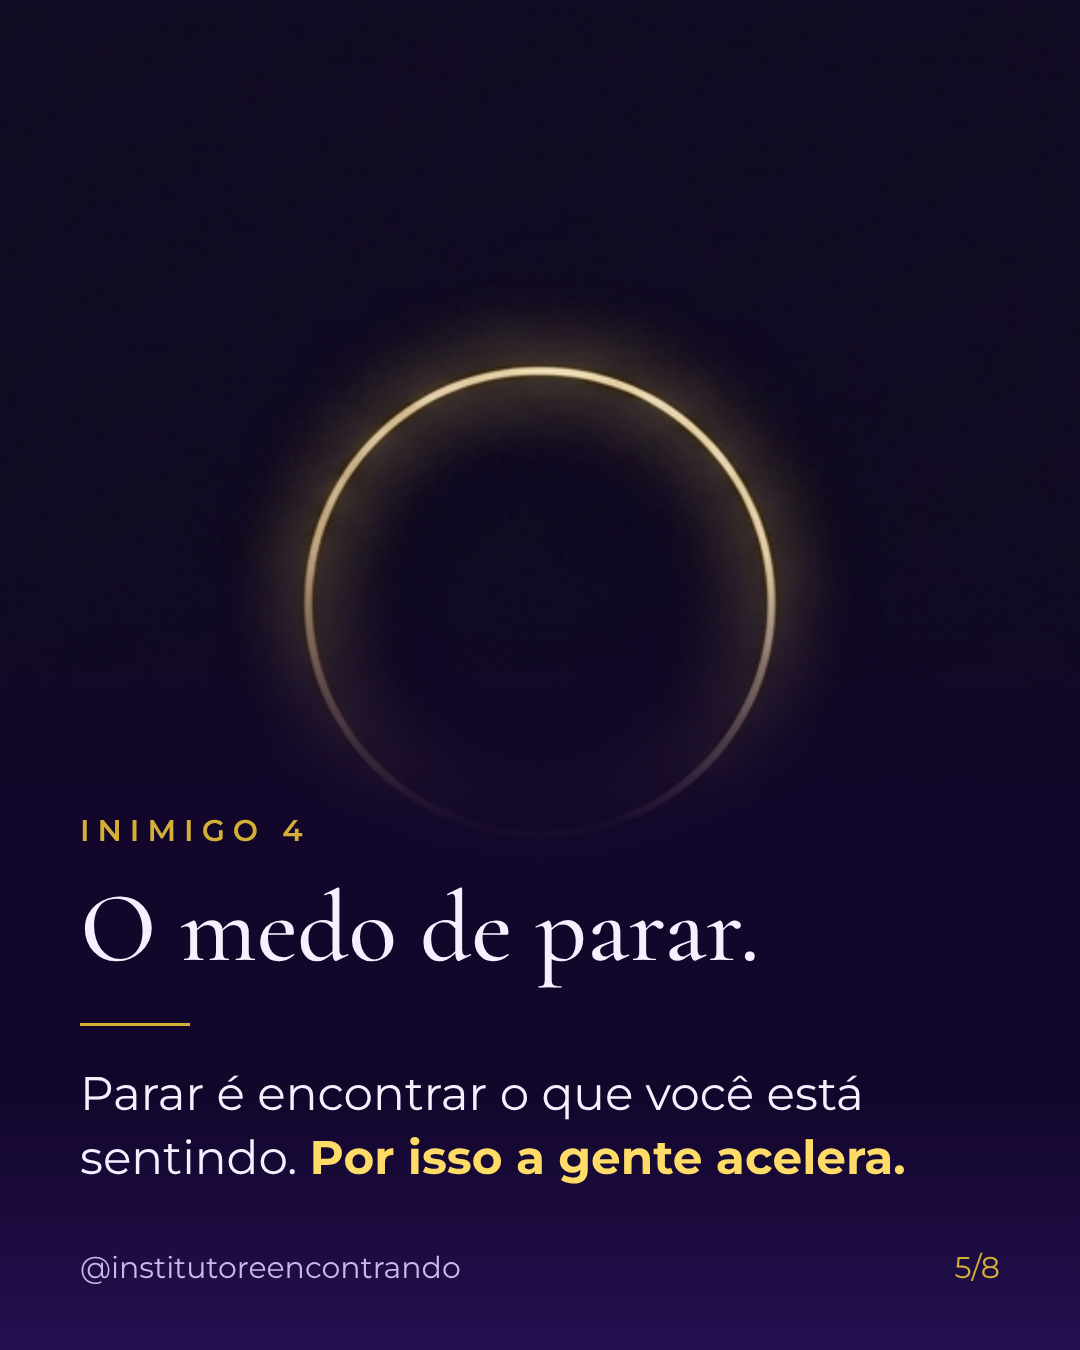 INIMIGO 4
O medo de parar.
Parar é encontrar o que você está
sentindo. Por isso a gente acelera.
@institutoreencontrando
5/8